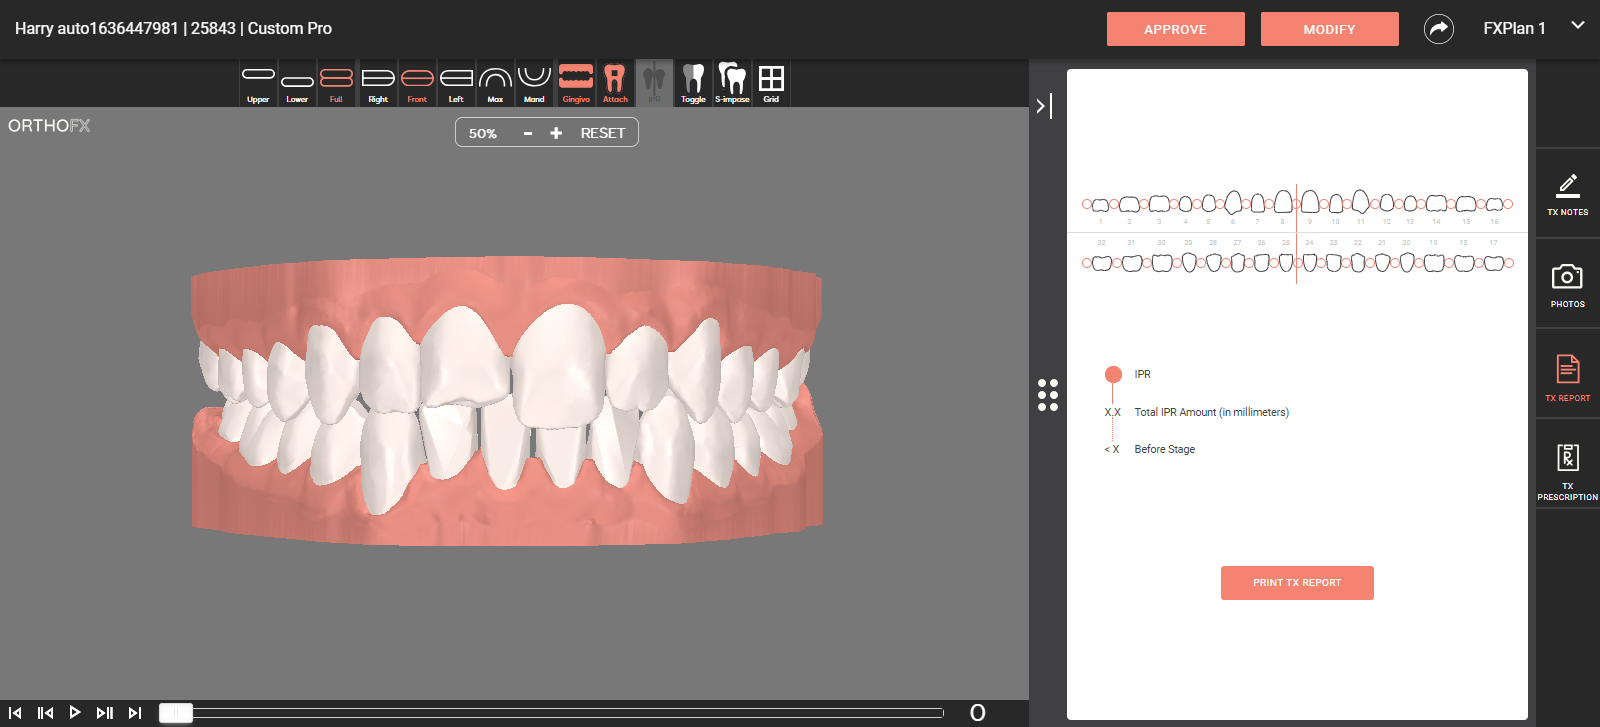 Harry auto1636447981 | 25843 | Custom Pro
APPROVE
MODIFY
FXPlan 1
Upper
Lower
Full
Right
Front
Left
Max
Mand
Gingiva
Attach
IPR
Toggle
S-impose
Grid
ORTHOFX
50% - + RESET
1 2 3 4 5 6 7 8 9 10 11 12 13 14 15 16
32 31 30 29 28 27 26 25 24 23 22 21 20 19 18 17
IPR
X.X Total IPR Amount (in millimeters)
< X Before Stage
PRINT TX REPORT
TX NOTES
PHOTOS
TX REPORT
TX
PRESCRIPTION
0